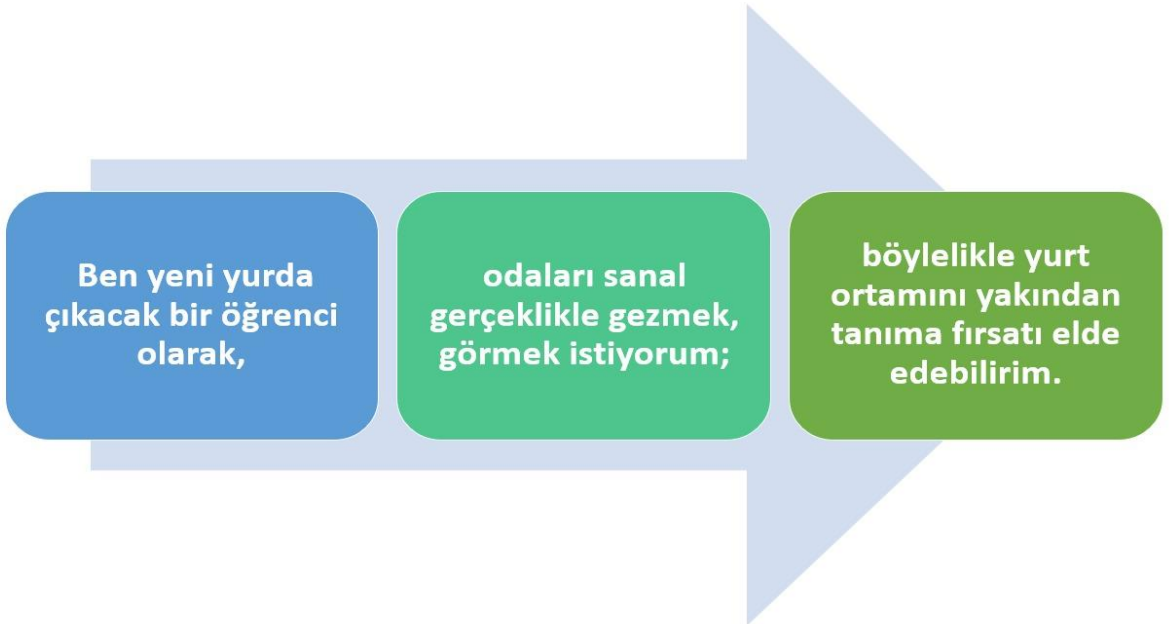 Ben yeni yurda
çıkacak bir öğrenci
olarak,
odaları sanal
gerçeklikle gezmek,
görmek istiyorum;
böylelikle yurt
ortamını yakından
tanıma fırsatı elde
edebilirim.